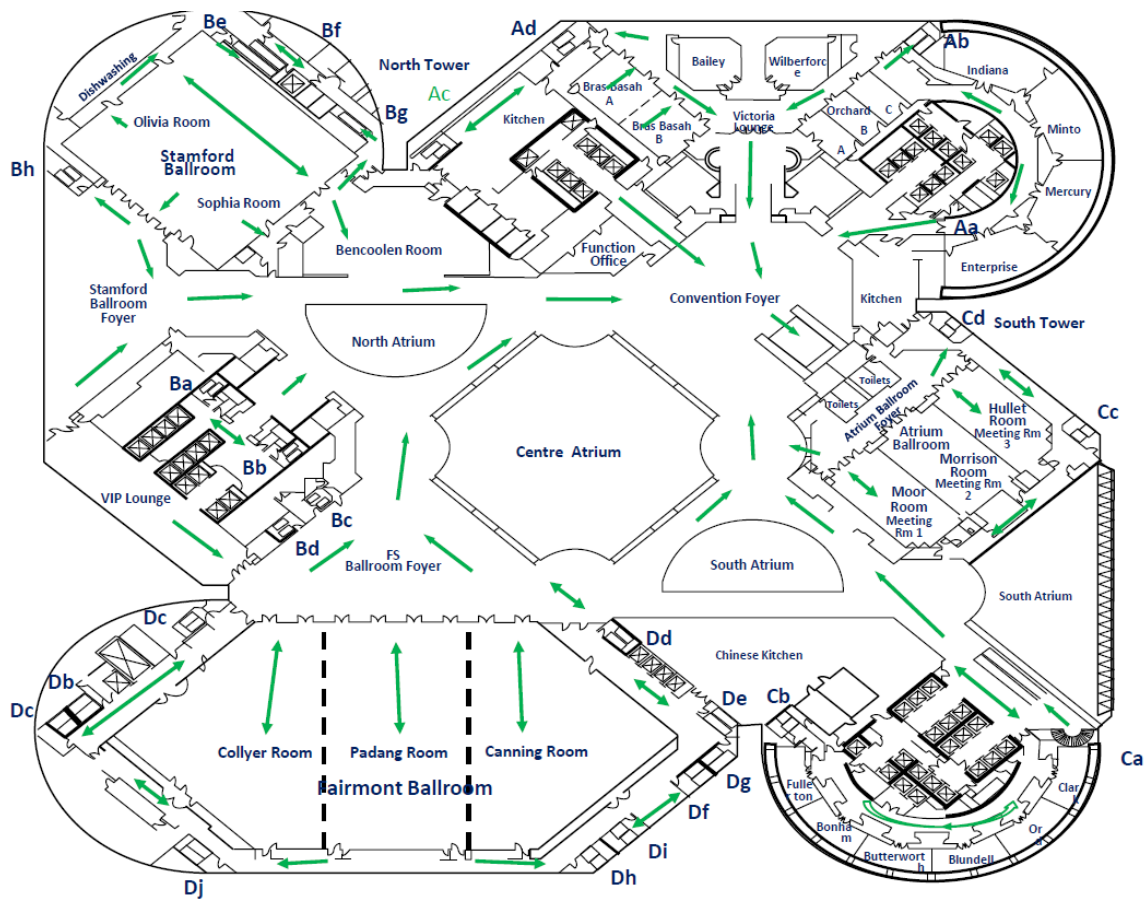 Be
Bf
Ad
Ab
North Tower
Bailey
Wilberforc
e
Indiana
Dishwashing
Ac
Bras Basah
A
Kitchen
Orchard
C
Bg
Olivia Room
Bras Basah
B
Victoria
Lounge
B
A
Minto
Stamford
Ballroom
Bh
Mercury
Sophia Room
Aa
Bencoolen Room
Function
Office
Enterprise
Stamford
Ballroom
Foyer
Convention Foyer
Kitchen
Cd
South Tower
North Atrium
Ba
Toilets
Toilets
Atrium Ballroom
Foyer
Hullet
Room
Meeting Rm
3
Cc
Atrium
Ballroom
Centre Atrium
Bb
Morrison
Room
Meeting Rm
2
VIP Lounge
Moor
Room
Meeting
Rm 1
Bc
Bd
FS
Ballroom Foyer
South Atrium
South Atrium
Dc
Dd
Chinese Kitchen
Db
Dc
De
Cb
Collyer Room
Padang Room
Canning Room
Dg
Ca
Fairmont Ballroom
Fulle
r ton
Clar
k
Df
Bonha
m
Or
Butterwort
h
Blundell
Di
Dh
Dj